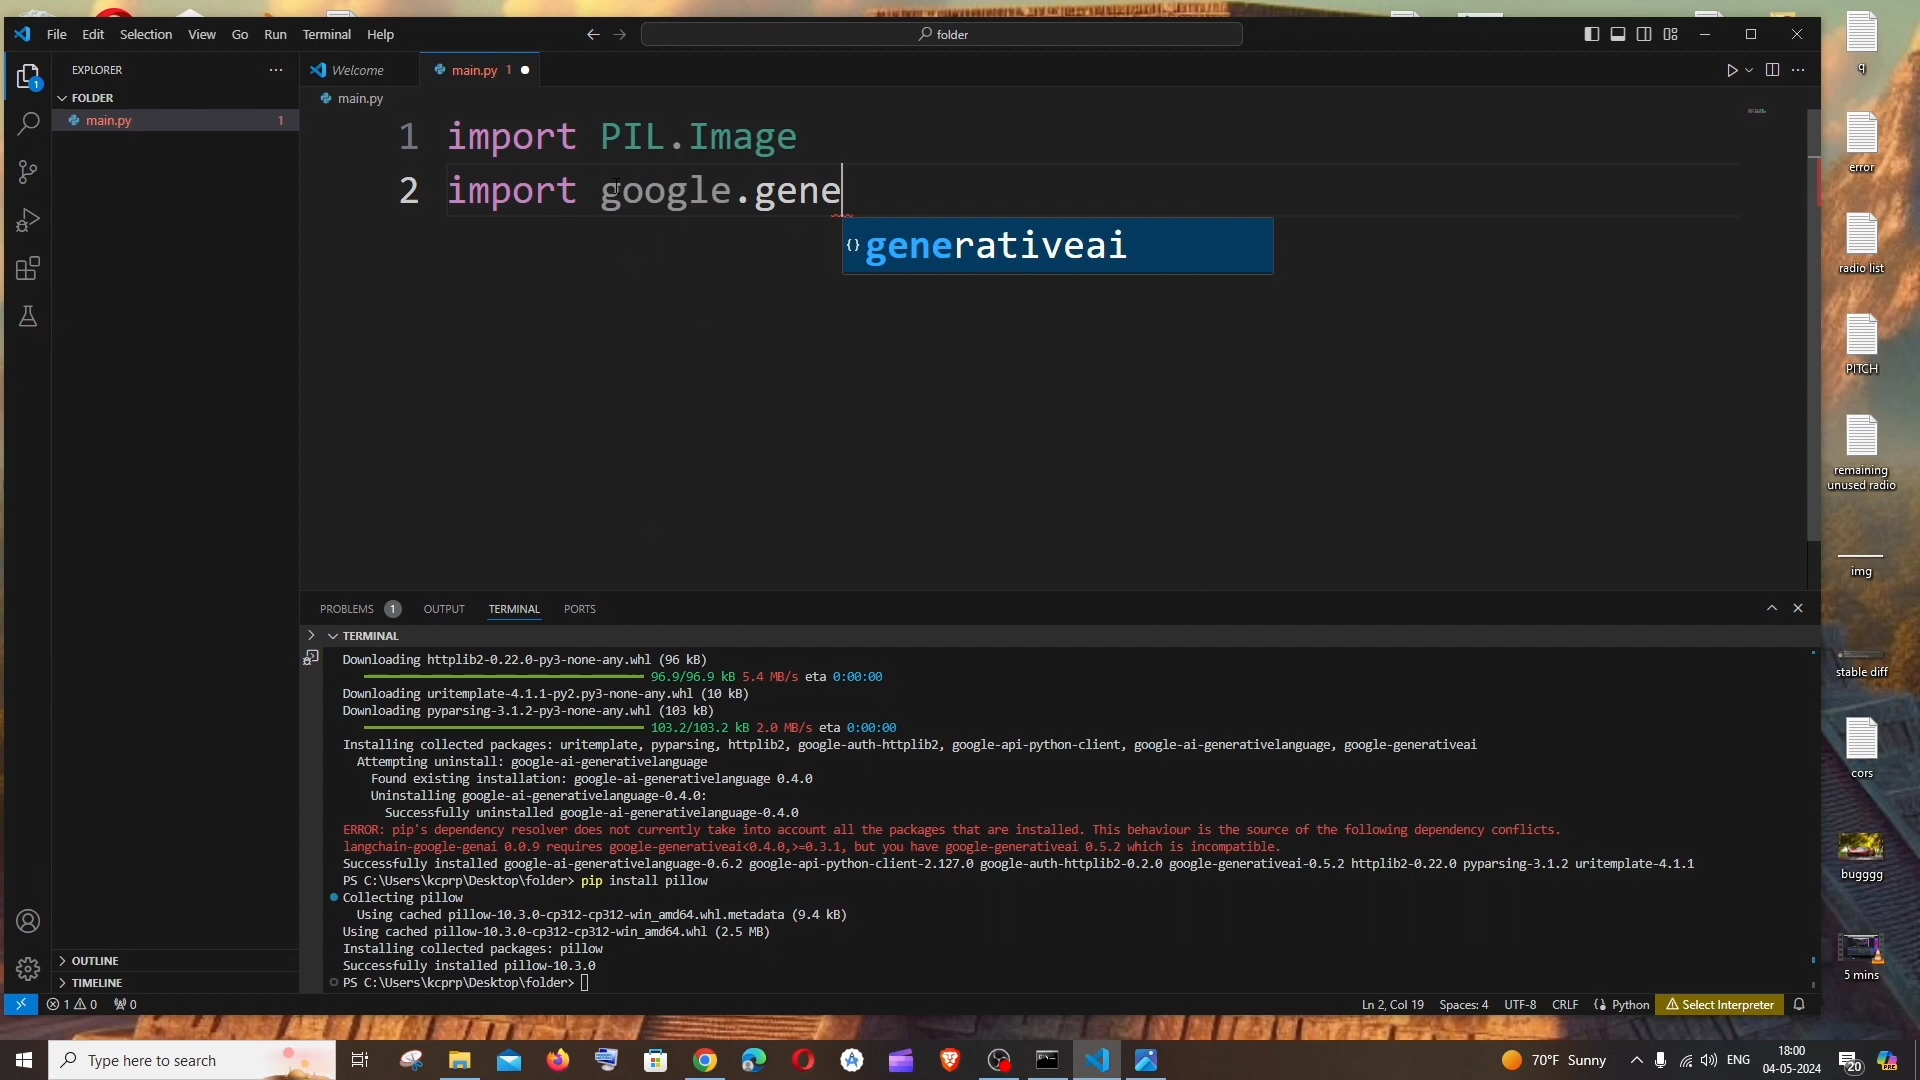 File Edit Selection View Go Run Terminal Help
folder
EXPLORER
Welcome
main.py 1
FOLDER
main.py
main.py 1
1 import PIL.Image
2 import google.gene
{} generativeai
PROBLEMS 1 OUTPUT TERMINAL PORTS
TERMINAL
Downloading httplib2-0.22.0-py3-none-any.whl (96 kB)
96.9/96.9 kB 5.4 MB/s eta 0:00:00
Downloading uritemplate-4.1.1-py2.py3-none-any.whl (10 kB)
Downloading pyparsing-3.1.2-py3-none-any.whl (103 kB)
103.2/103.2 kB 2.0 MB/s eta 0:00:00
Installing collected packages: uritemplate, pyparsing, httplib2, google-auth-httplib2, google-api-python-client, google-ai-generativelanguage, google-generativeai
Attempting uninstall: google-ai-generativelanguage
Found existing installation: google-ai-generativelanguage 0.4.0
Uninstalling google-ai-generativelanguage-0.4.0:
Successfully uninstalled google-ai-generativelanguage-0.4.0
ERROR: pip's dependency resolver does not currently take into account all the packages that are installed. This behaviour is the source of the following dependency conflicts.
langchain-google-genai 0.0.9 requires google-generativeai<0.4.0,>=0.3.1, but you have google-generativeai 0.5.2 which is incompatible.
Successfully installed google-ai-generativelanguage-0.6.2 google-api-python-client-2.127.0 google-auth-httplib2-0.2.0 google-generativeai-0.5.2 httplib2-0.22.0 pyparsing-3.1.2 uritemplate-4.1.1
PS C:\Users\kcprp\Desktop\folder> pip install pillow
Collecting pillow
Using cached pillow-10.3.0-cp312-cp312-win_amd64.whl.metadata (9.4 kB)
Using cached pillow-10.3.0-cp312-cp312-win_amd64.whl (2.5 MB)
Installing collected packages: pillow
Successfully installed pillow-10.3.0
PS C:\Users\kcprp\Desktop\folder>
OUTLINE
TIMELINE
1 0 0
Ln 2, Col 19 Spaces: 4 UTF-8 CRLF Python Select Interpreter
q
error
radio list
PITCH
remaining
unused radio
img
stable diff
cors
bugggg
5 mins
Type here to search
70°F Sunny
ENG
18:00
04-05-2024
20